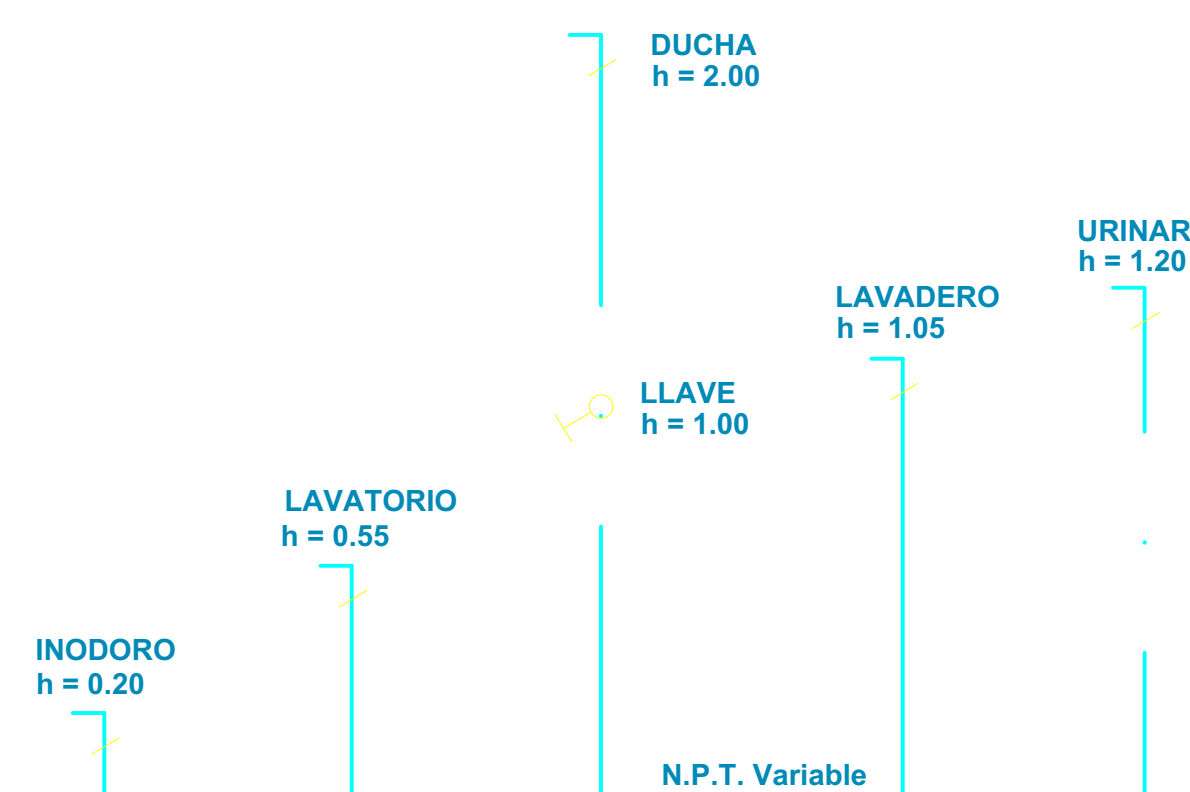 DUCHA
h = 2.00
URINAR
h = 1.20
LAVADERO
h = 1.05
LLAVE
h = 1.00
LAVATORIO
h = 0.55
INODORO
h = 0.20
N.P.T. Variable